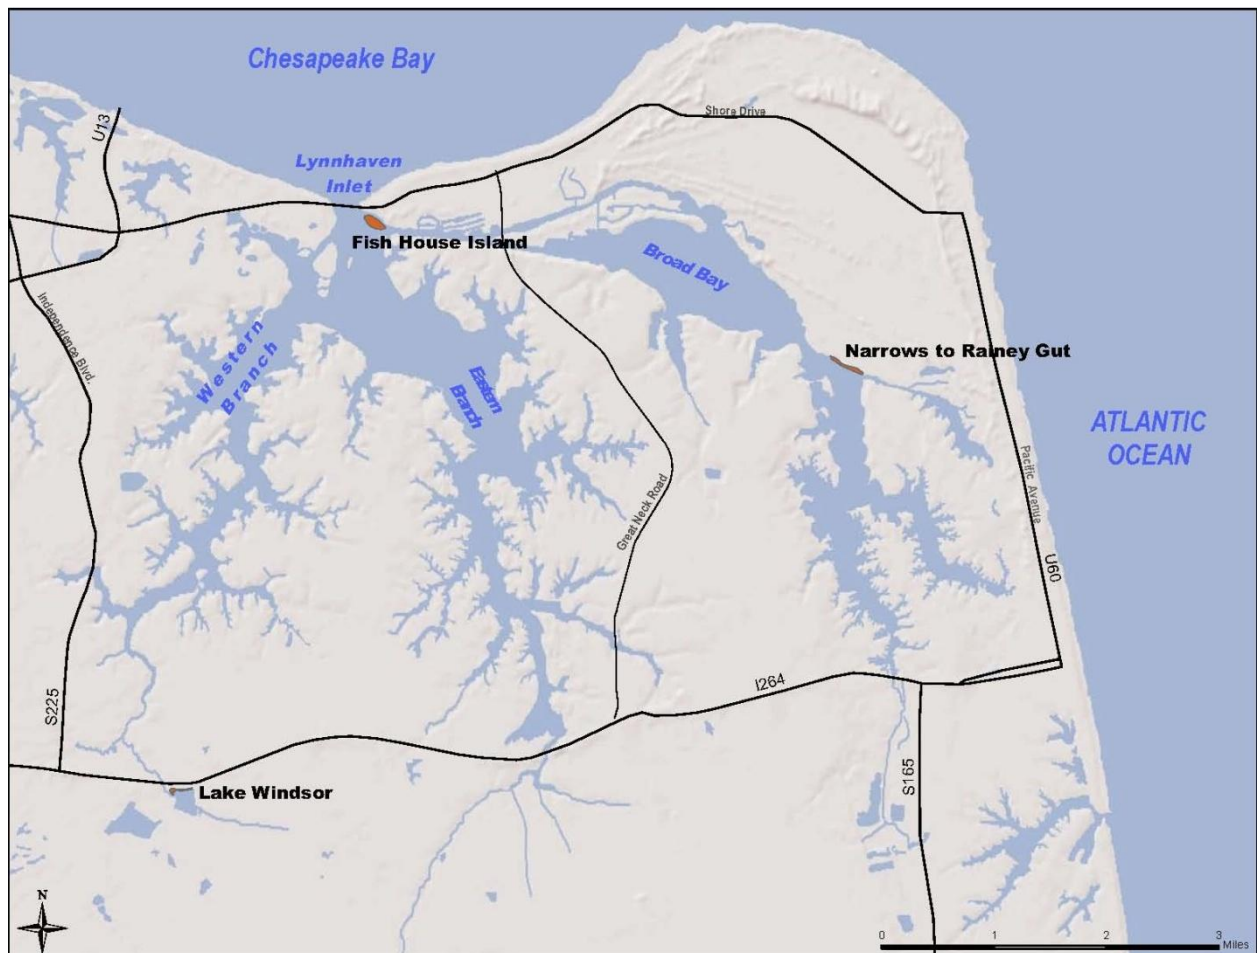 Chesapeake Bay
Shore Drive
U13
Lynnhaven
Inlet
Fish House Island
Broad Bay
Independence Blvd.
Western
Branch
Eastern
Branch
Narrows to Rainey Gut
ATLANTIC
OCEAN
Pacific Avenue
Great Neck Road
U60
S225
I264
S165
Lake Windsor
N
0 1 2 3
Miles